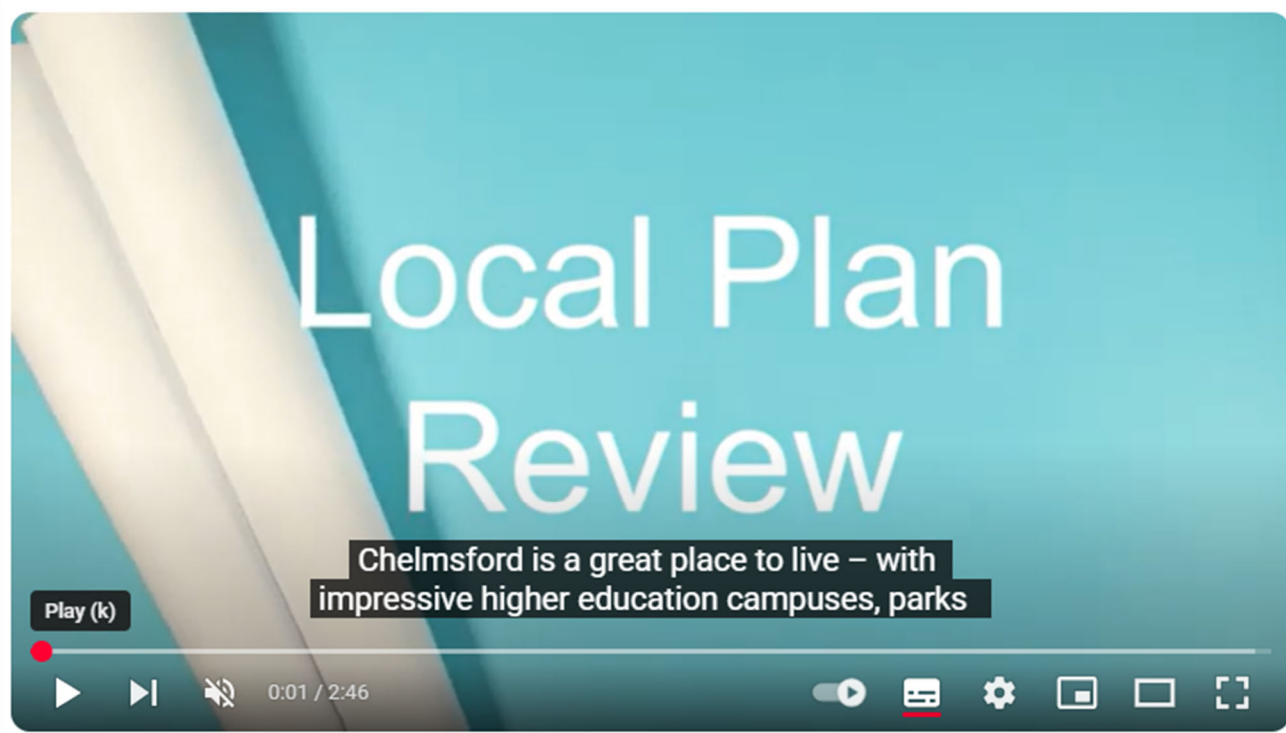 Local Plan
Review
Chelmsford is a great place to live – with
impressive higher education campuses, parks
Play (k)
0:01 / 2:46